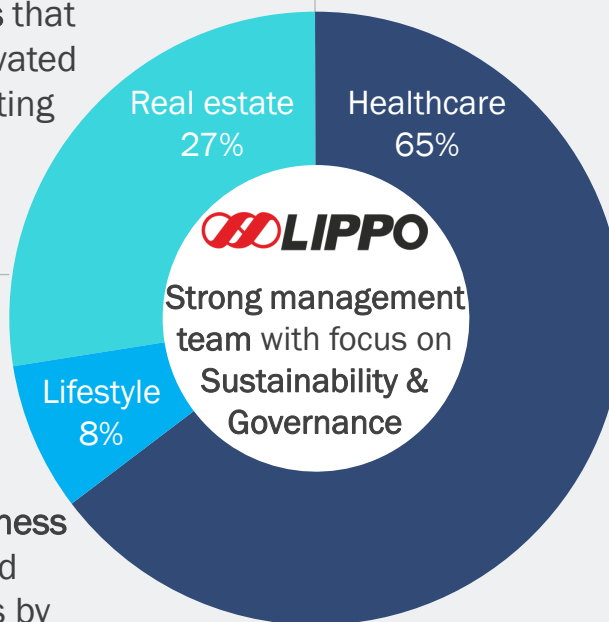 s that
vated
ting
Real estate
27%
Healthcare
65%
LIPPO
Strong management
team with focus on
Sustainability &
Governance
Lifestyle
8%
ness
d
s by